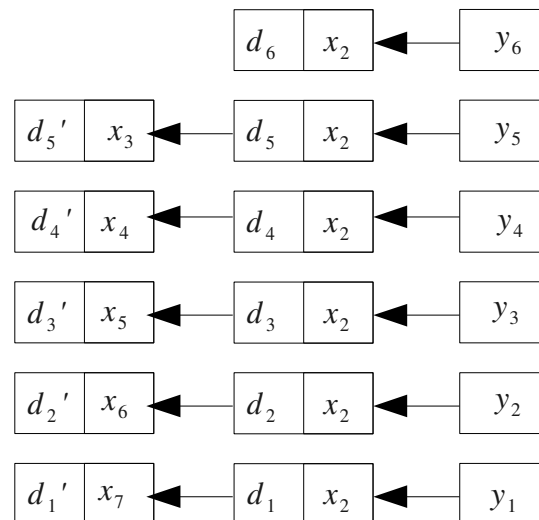 d₆ x₂ y₆
d₅' x₃ d₅ x₂ y₅
d₄' x₄ d₄ x₂ y₄
d₃' x₅ d₃ x₂ y₃
d₂' x₆ d₂ x₂ y₂
d₁' x₇ d₁ x₂ y₁